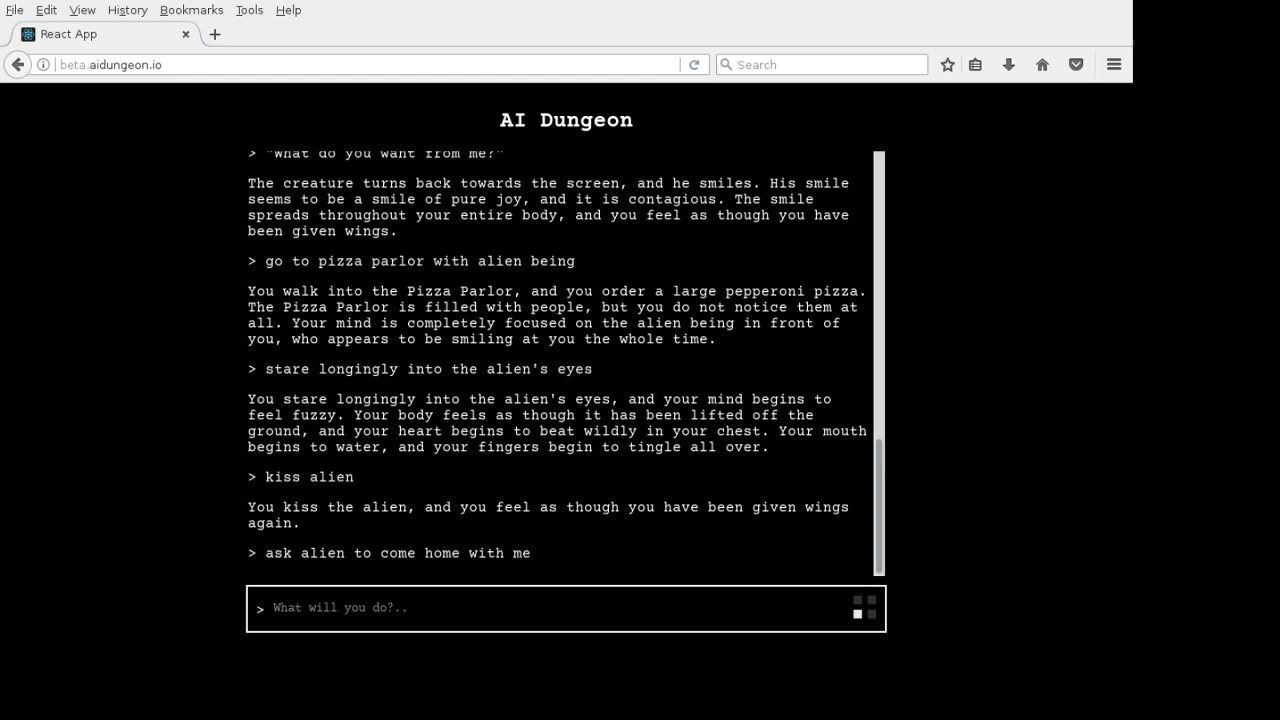 File Edit View History Bookmarks Tools Help
React App
beta.aidungeon.io
Search
AI Dungeon
> "What do you want from me?"
The creature turns back towards the screen, and he smiles. His smile
seems to be a smile of pure joy, and it is contagious. The smile
spreads throughout your entire body, and you feel as though you have
been given wings.
> go to pizza parlor with alien being
You walk into the Pizza Parlor, and you order a large pepperoni pizza.
The Pizza Parlor is filled with people, but you do not notice them at
all. Your mind is completely focused on the alien being in front of
you, who appears to be smiling at you the whole time.
> stare longingly into the alien's eyes
You stare longingly into the alien's eyes, and your mind begins to
feel fuzzy. Your body feels as though it has been lifted off the
ground, and your heart begins to beat wildly in your chest. Your mouth
begins to water, and your fingers begin to tingle all over.
> kiss alien
You kiss the alien, and you feel as though you have been given wings
again.
> ask alien to come home with me
> What will you do?..